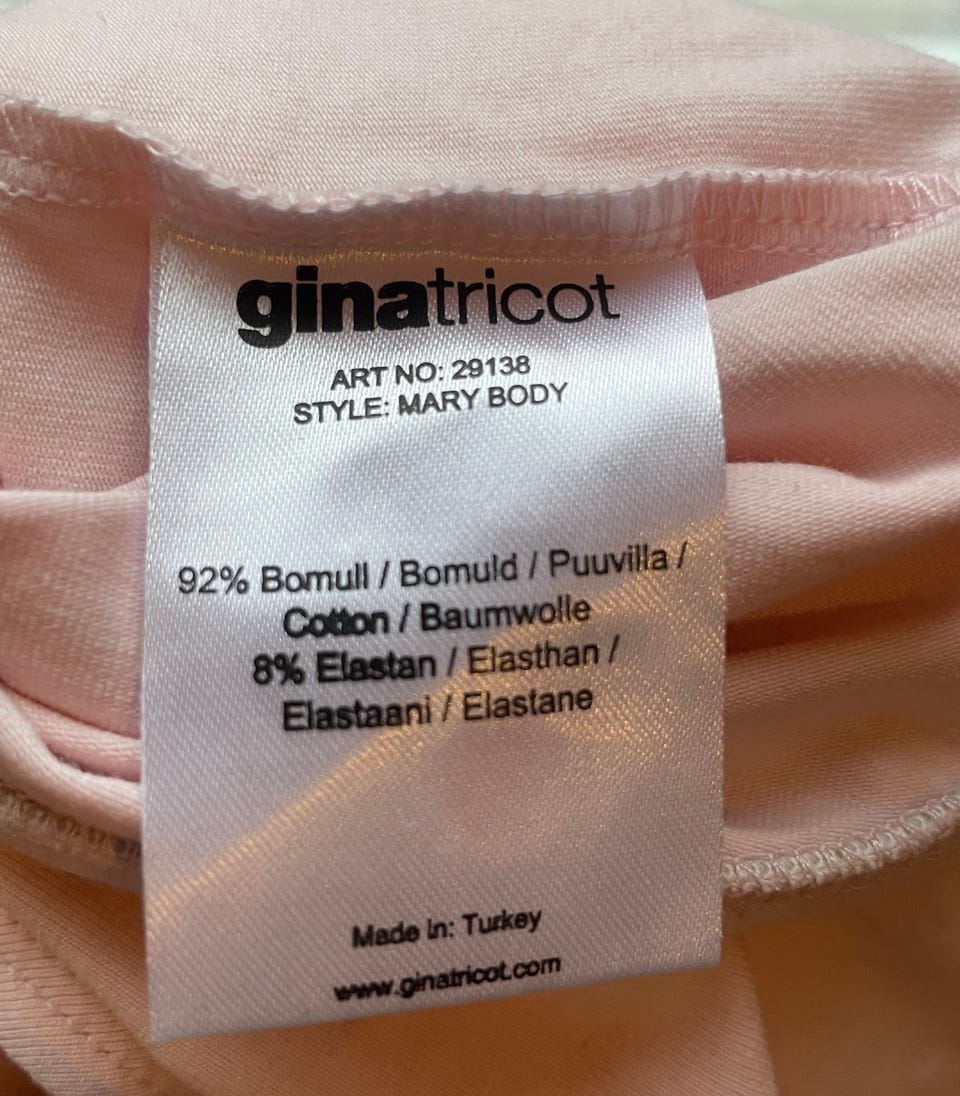 ginatricot
ART NO: 29138
STYLE: MARY BODY
92% Bomull / Bomuld / Puuvilla /
Cotton / Baumwolle
8% Elastan / Elasthan /
Elastaani / Elastane
Made in: Turkey
www.ginatricot.com